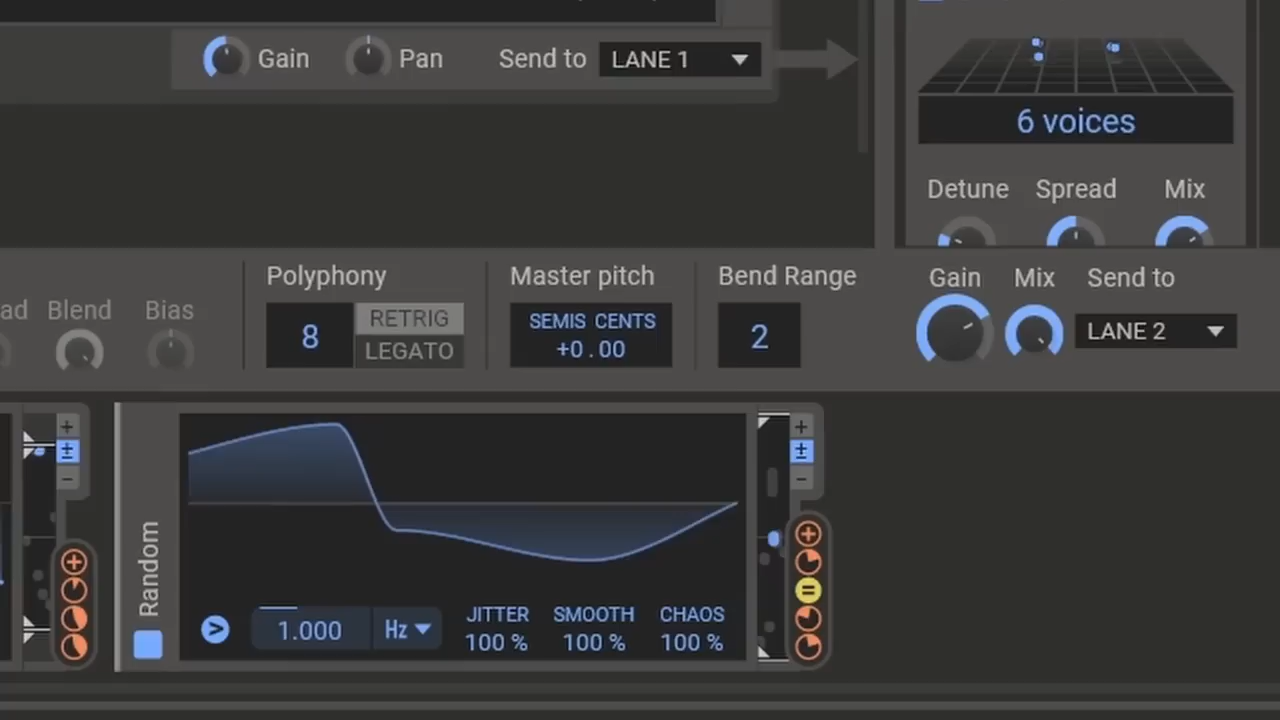 Gain Pan Send to LANE 1
6 voices
Detune Spread Mix
Polyphony Master pitch Bend Range Gain Mix Send to
ad Blend Bias
8 RETRIG
LEGATO
SEMIS CENTS
+0.00
2
LANE 2
Random
1.000 Hz
JITTER SMOOTH CHAOS
100 % 100 % 100 %